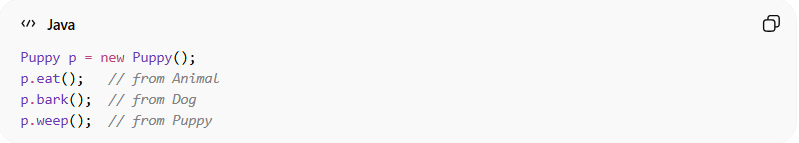 </> Java
Puppy p = new Puppy();
p.eat();   // from Animal
p.bark();  // from Dog
p.weep();  // from Puppy